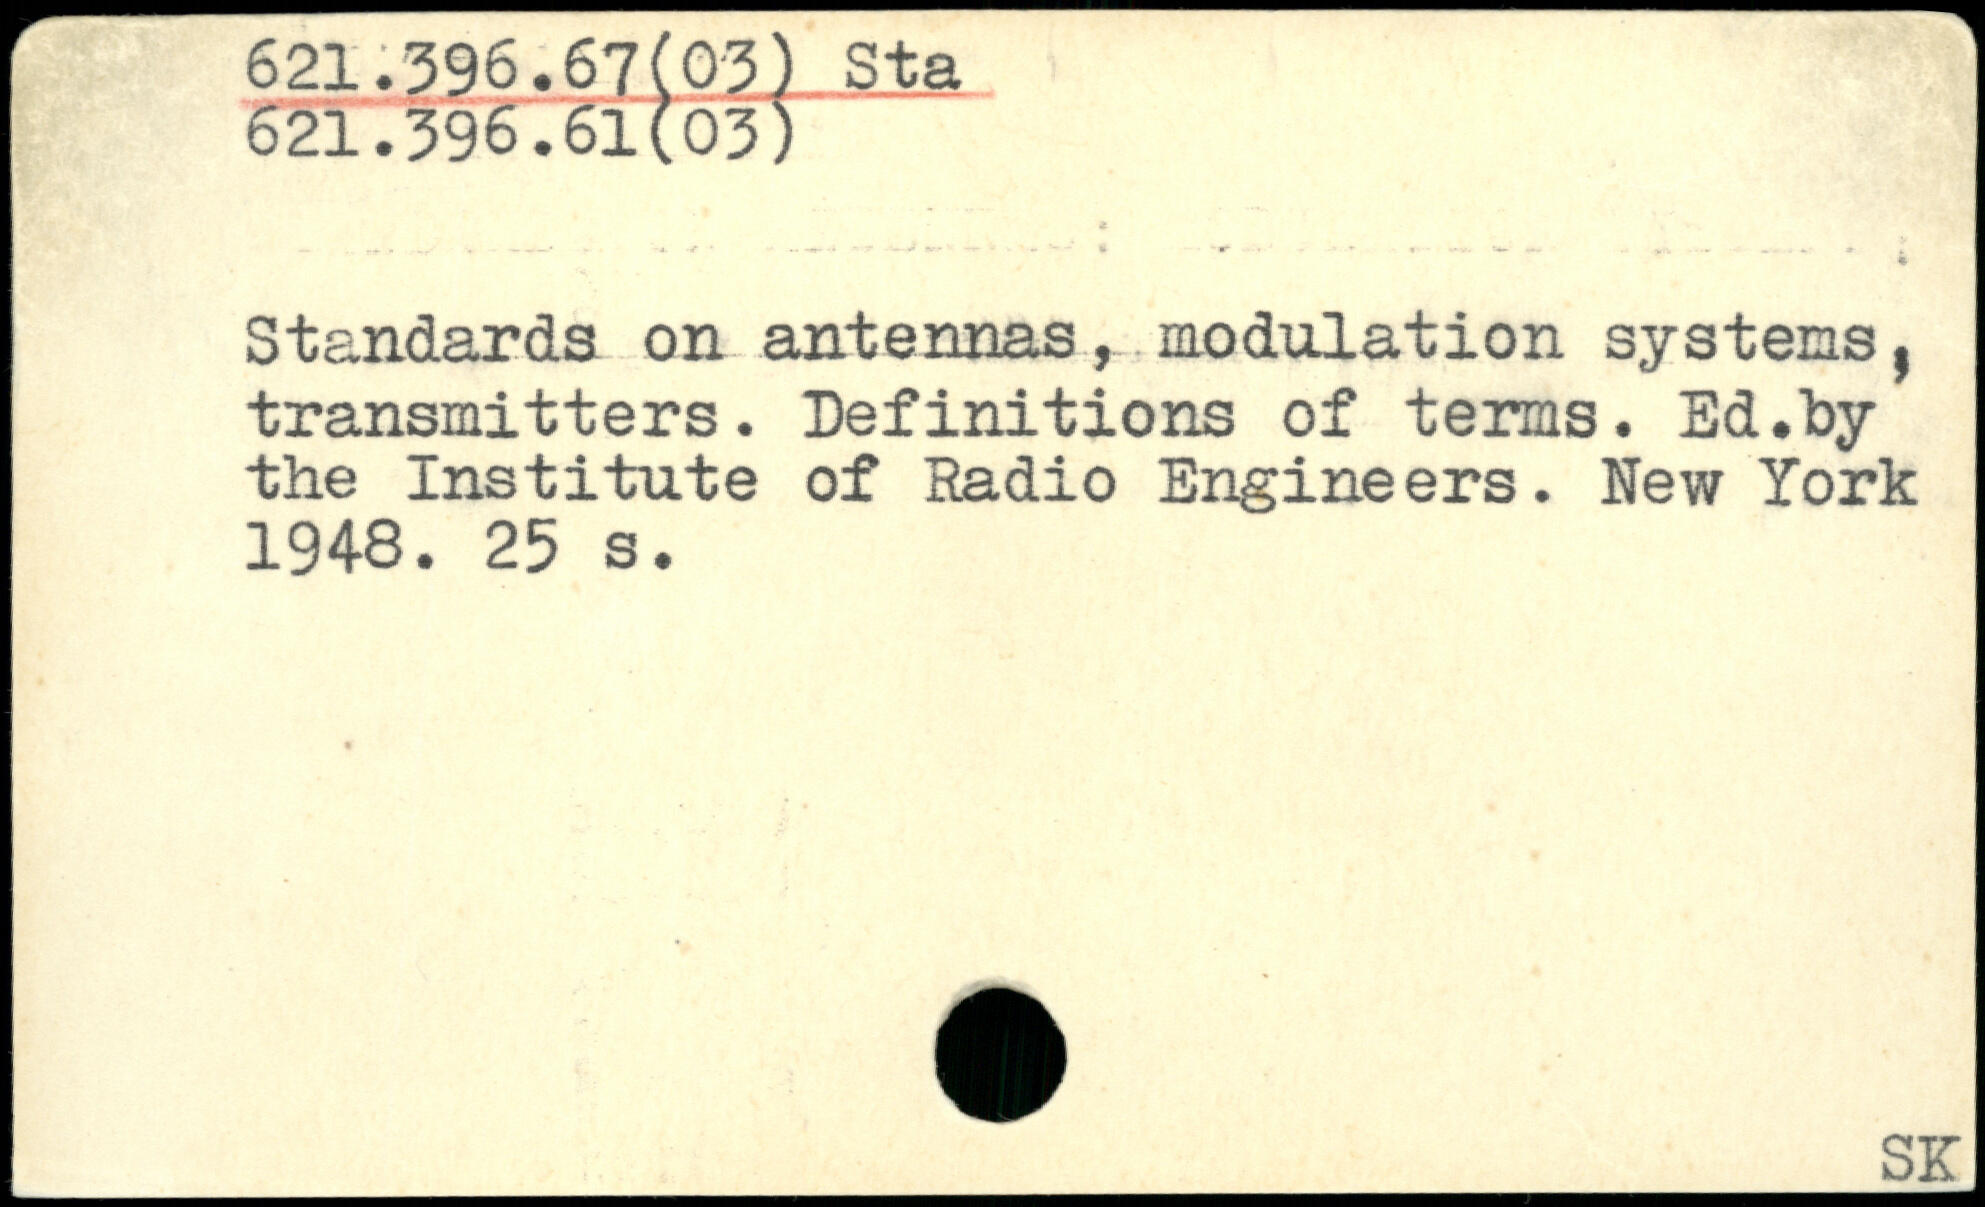 621.396.67(03) Sta
621.396.61(03)
Standards on antennas, modulation systems,
transmitters. Definitions of terms. Ed.by
the Institute of Radio Engineers. New York
1948. 25 s.
SK